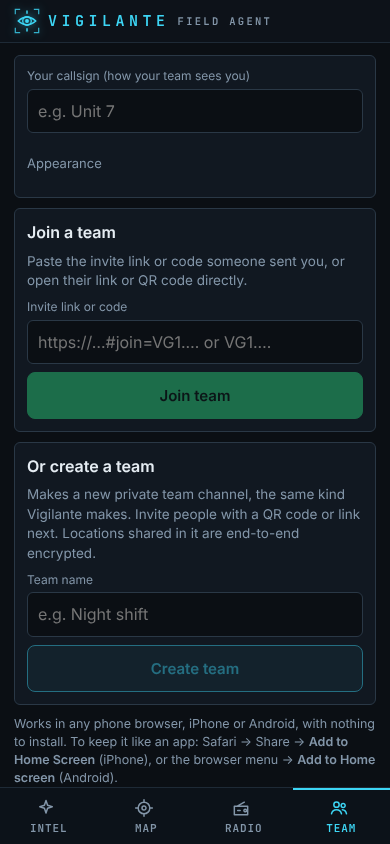 VIGILANTE FIELD AGENT
Your callsign (how your team sees you)
e.g. Unit 7
Appearance
Join a team
Paste the invite link or code someone sent you, or
open their link or QR code directly.
Invite link or code
https://...#join=VG1.... or VG1....
Join team
Or create a team
Makes a new private team channel, the same kind
Vigilante makes. Invite people with a QR code or link
next. Locations shared in it are end-to-end
encrypted.
Team name
e.g. Night shift
Create team
Works in any phone browser, iPhone or Android, with nothing
to install. To keep it like an app: Safari → Share → Add to
Home Screen (iPhone), or the browser menu → Add to Home
screen (Android).
INTEL MAP RADIO TEAM